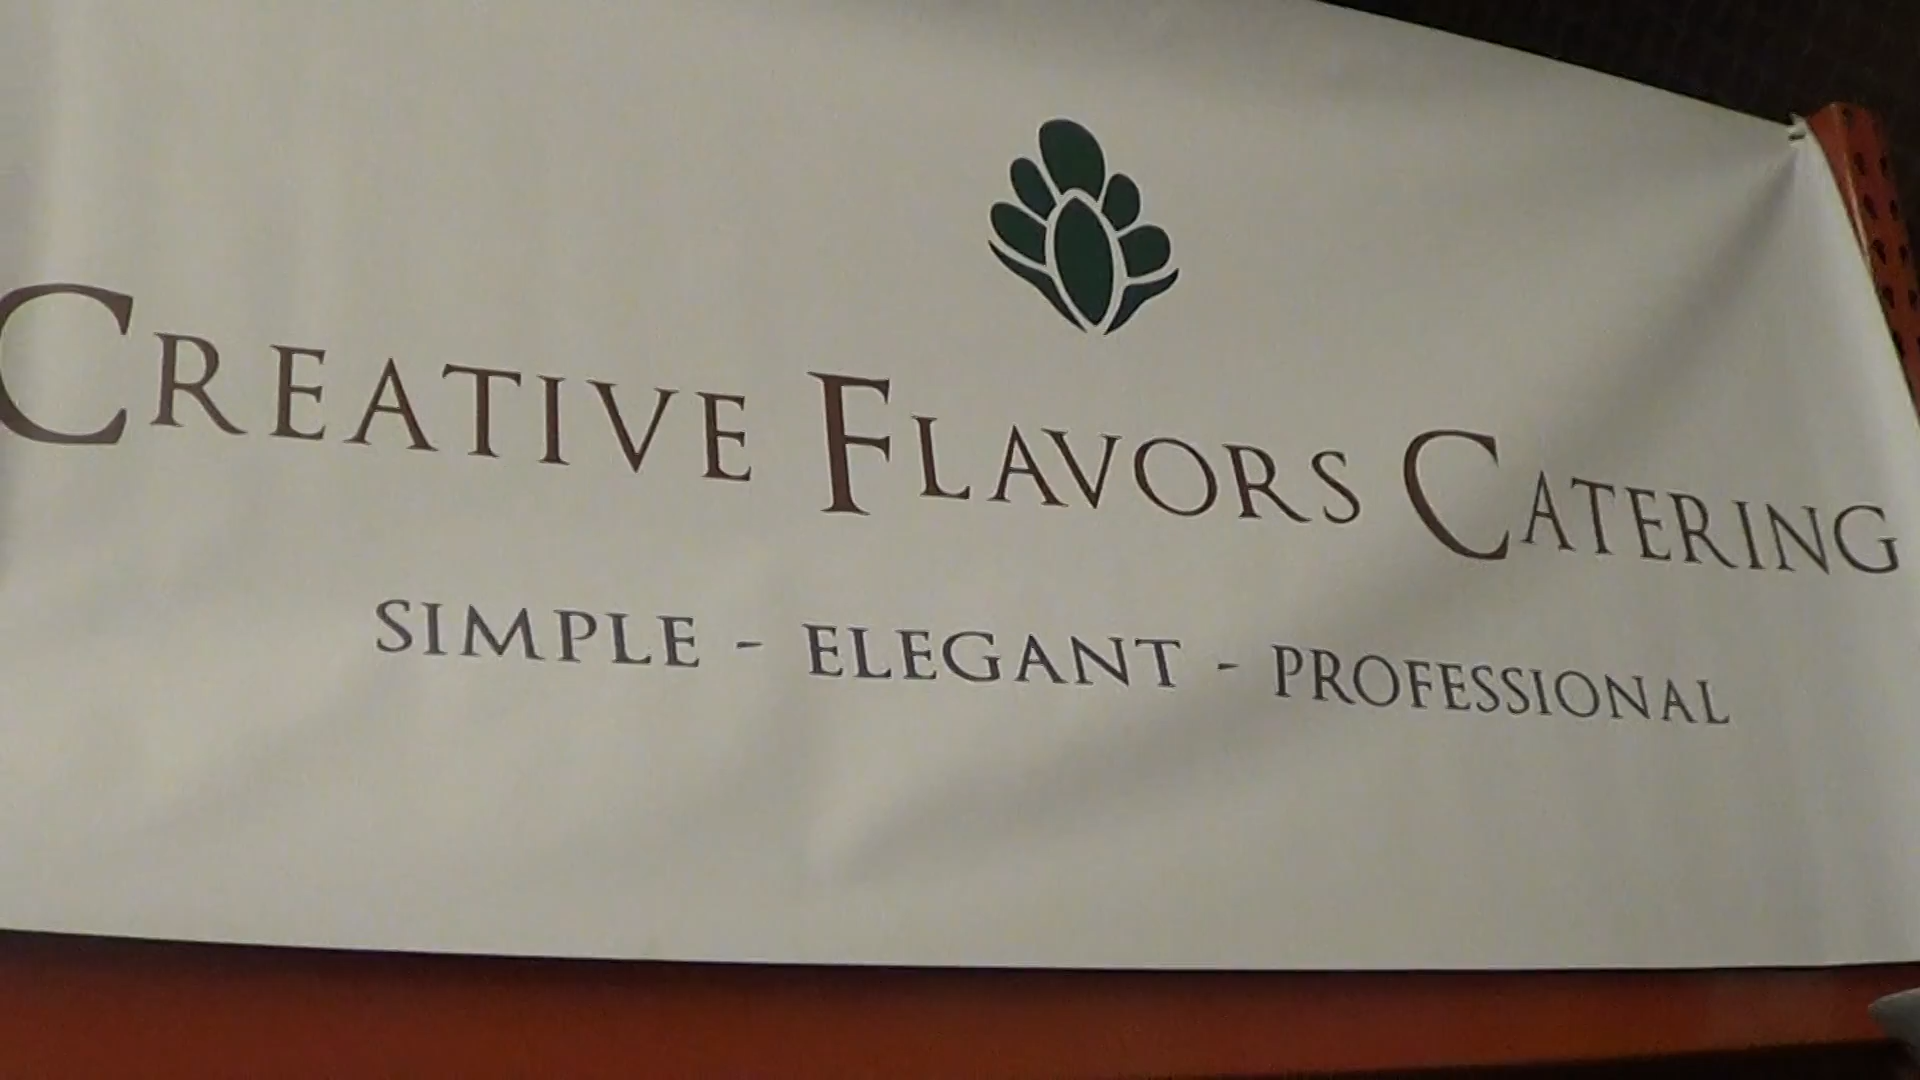 CREATIVE FLAVORS CATERING
SIMPLE - ELEGANT - PROFESSIONAL